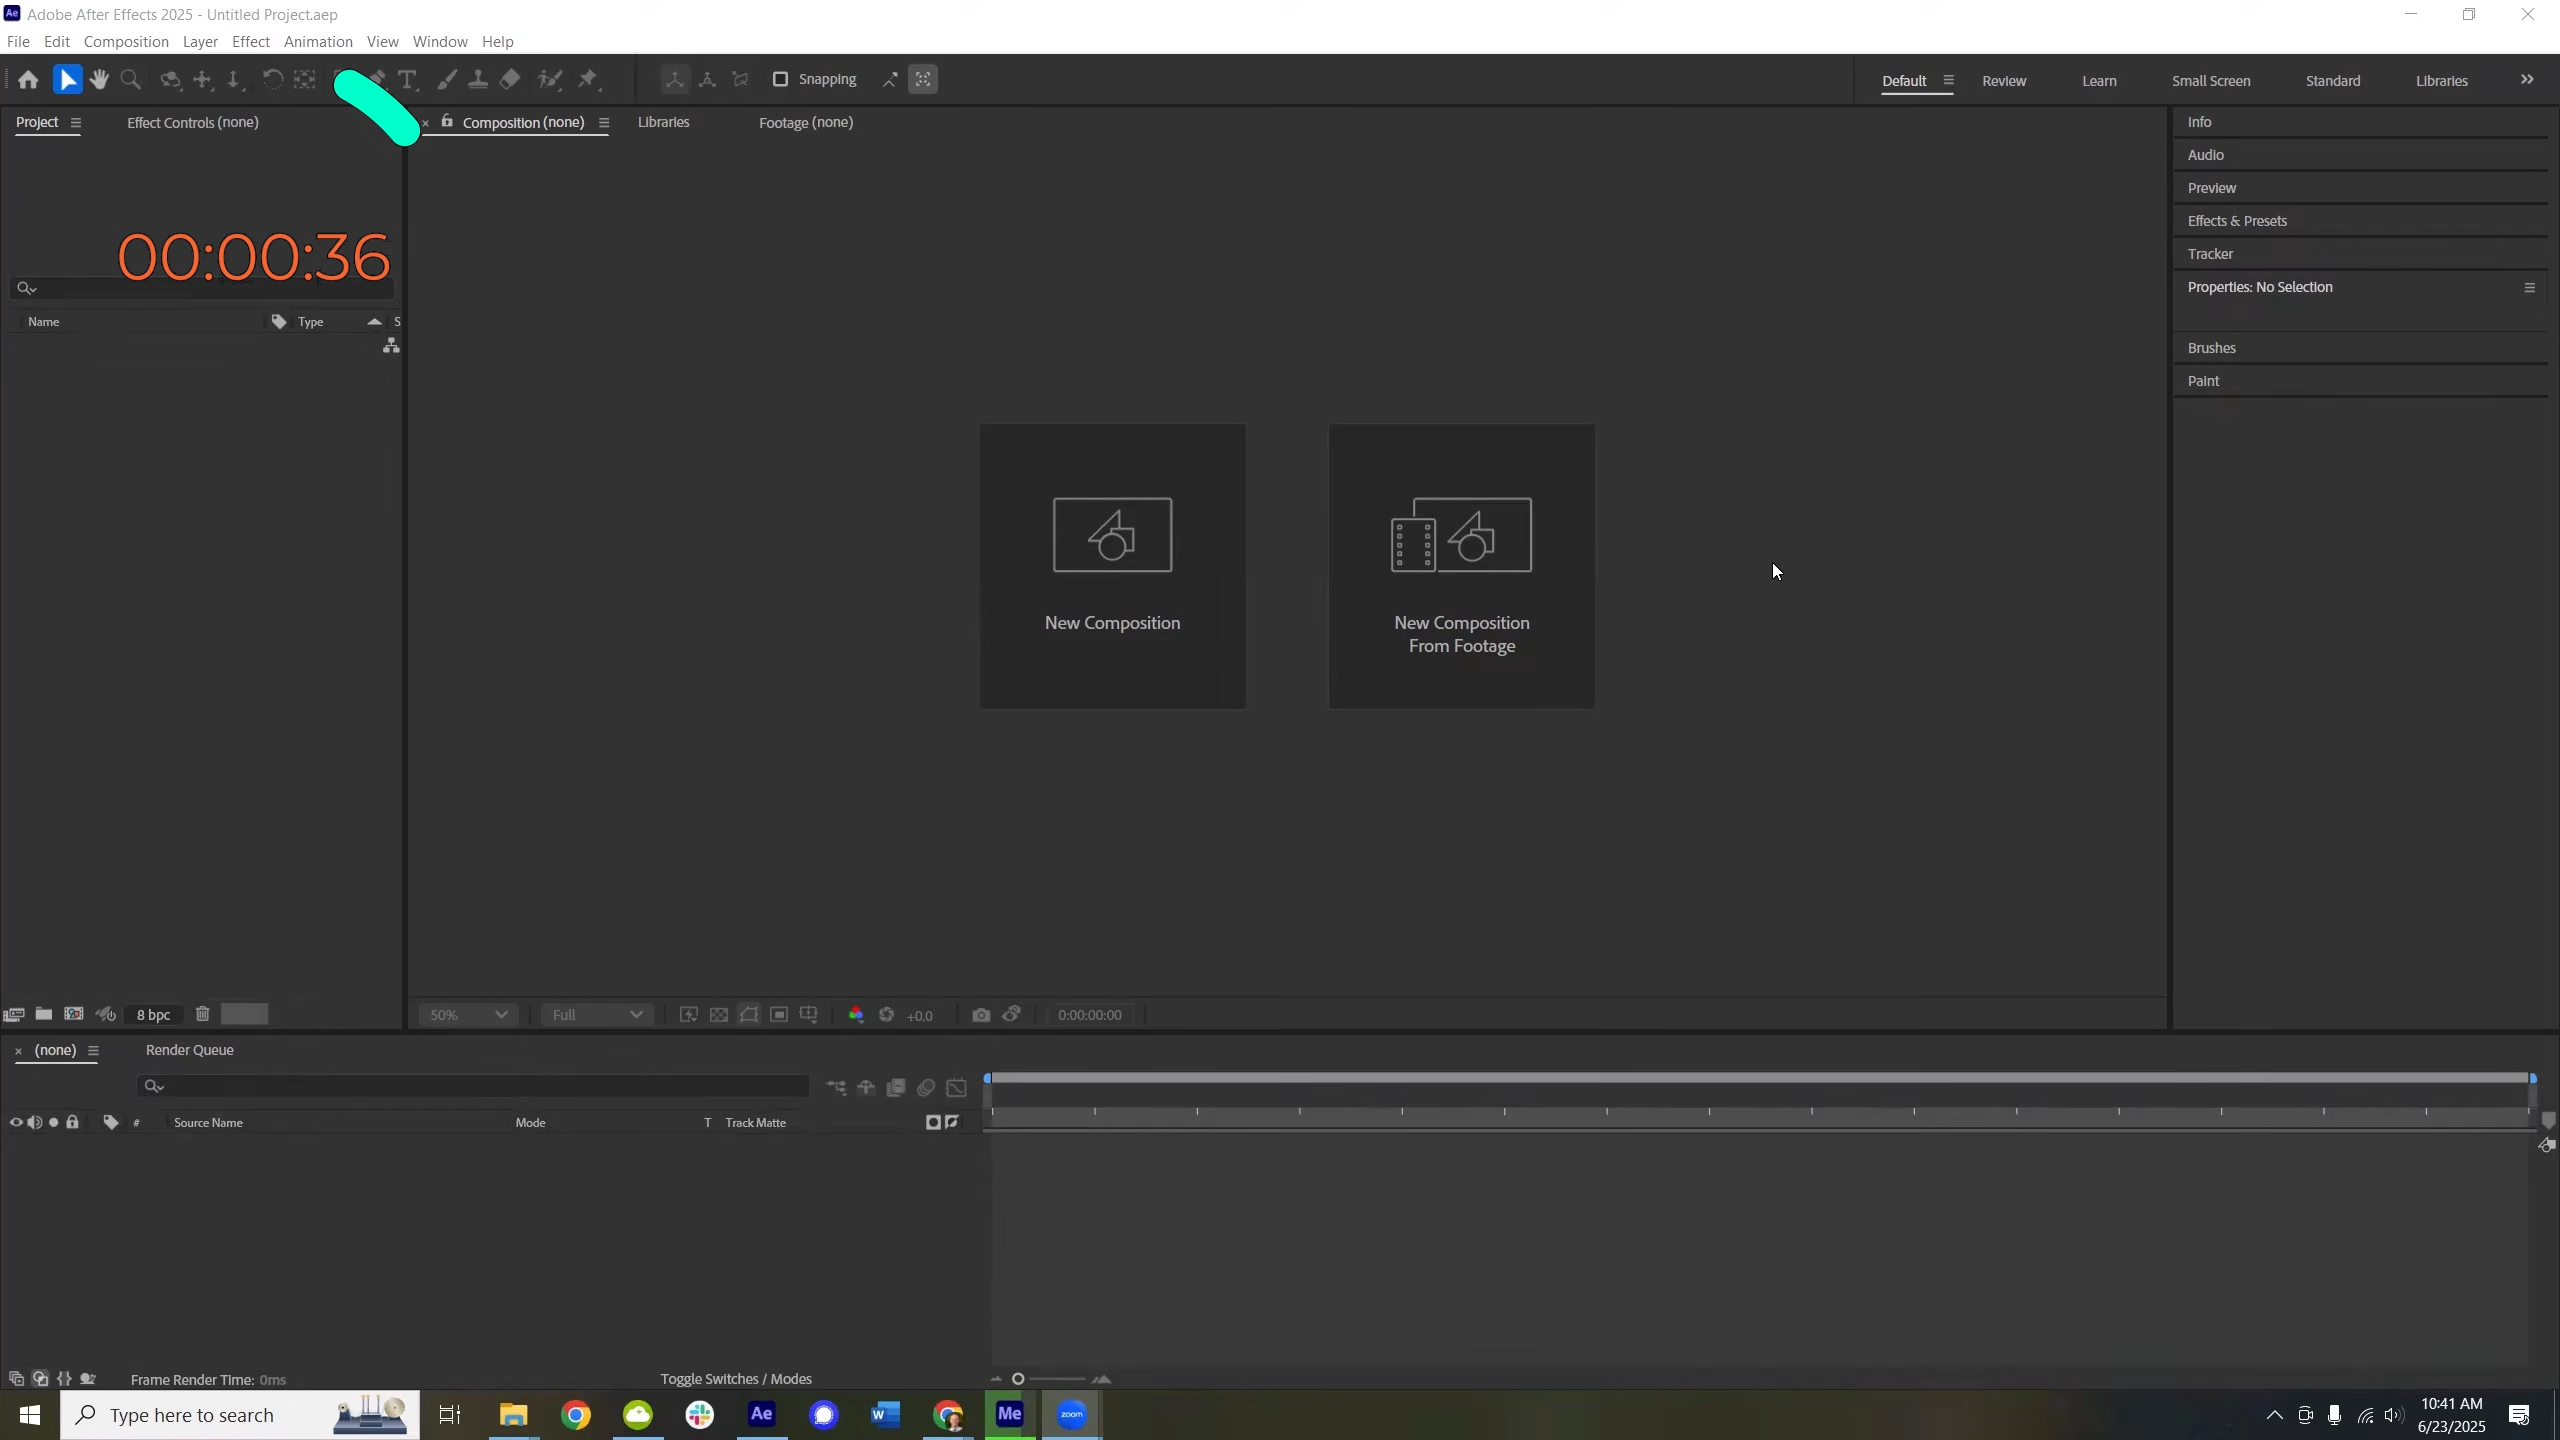 Ae Adobe After Effects 2025 - Untitled Project.aep
File Edit Composition Layer Effect Animation View Window Help
T Snapping Default Review Learn Small Screen Standard Libraries
Project Effect Controls (none) Composition (none) Libraries Footage (none)
00:00:36
Name Type S
Info
Audio
Preview
Effects & Presets
Tracker
Properties: No Selection
Brushes
Paint
New Composition
New Composition
From Footage
8 bpc 50% Full +0.0 0:00:00:00
(none) Render Queue
# Source Name Mode T Track Matte
Frame Render Time: 0ms Toggle Switches / Modes
Type here to search Ae W Me zoom 10:41 AM
6/23/2025